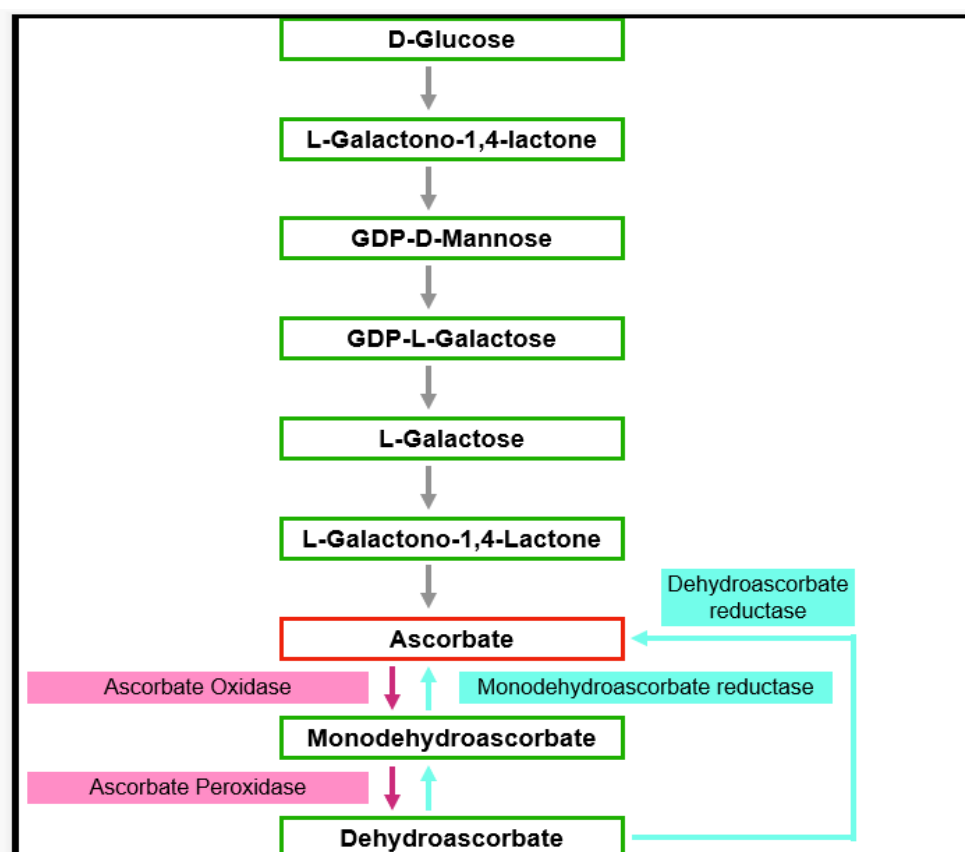 D-Glucose
L-Galactono-1,4-lactone
GDP-D-Mannose
GDP-L-Galactose
L-Galactose
L-Galactono-1,4-Lactone
Dehydroascorbate
reductase
Ascorbate
Ascorbate Oxidase
Monodehydroascorbate reductase
Monodehydroascorbate
Ascorbate Peroxidase
Dehydroascorbate